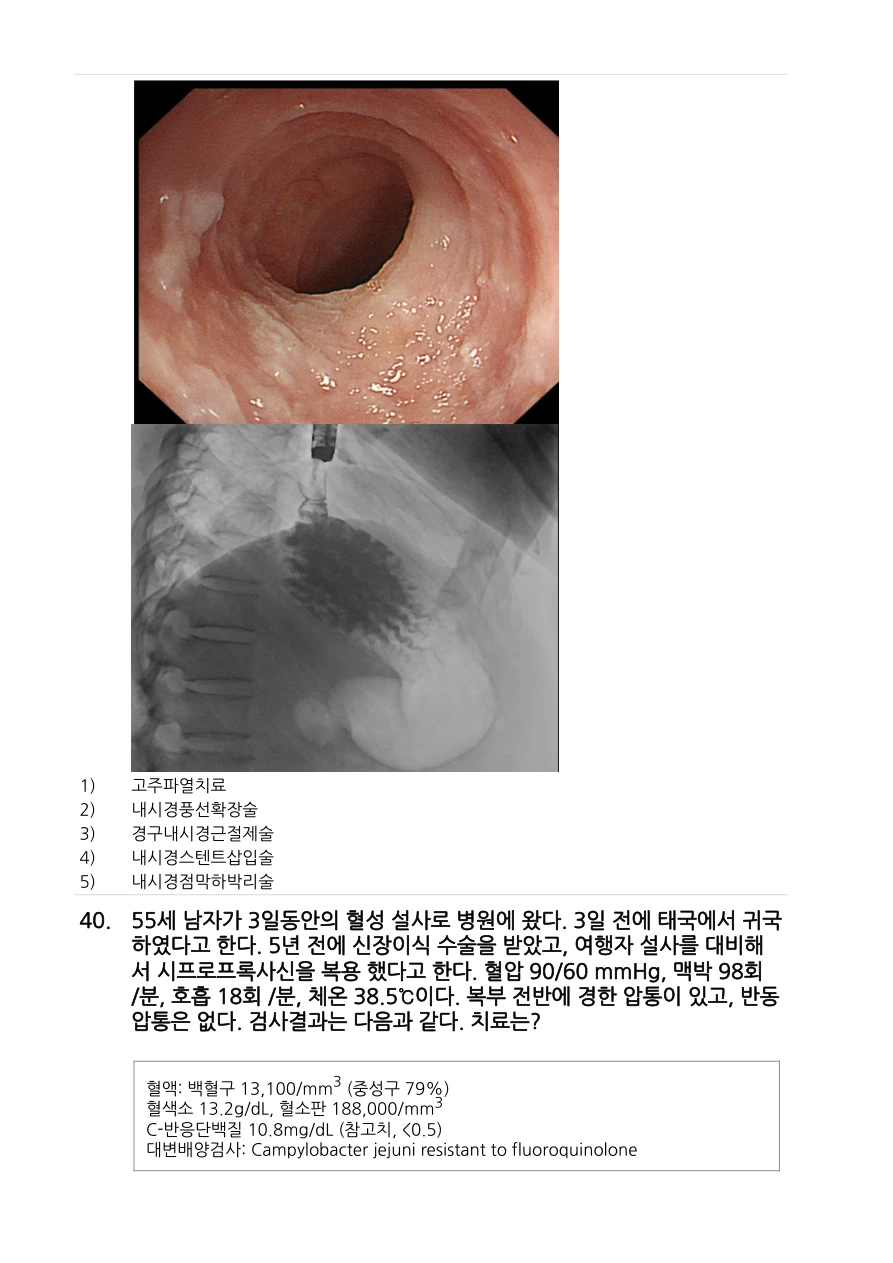 1) 고주파열치료
2) 내시경풍선확장술
3) 경구내시경근절제술
4) 내시경스텐트삽입술
5) 내시경점막하박리술
40. 55세 남자가 3일동안의 혈성 설사로 병원에 왔다. 3일 전에 태국에서 귀국
하였다고 한다. 5년 전에 신장이식 수술을 받았고, 여행자 설사를 대비해
서 시프로프록사신을 복용 했다고 한다. 혈압 90/60 mmHg, 맥박 98회
/분, 호흡 18회 /분, 체온 38.5℃이다. 복부 전반에 경한 압통이 있고, 반동
압통은 없다. 검사결과는 다음과 같다. 치료는?
혈액: 백혈구 13,100/mm³ (중성구 79%)
혈색소 13.2g/dL, 혈소판 188,000/mm³
C-반응단백질 10.8mg/dL (참고치, <0.5)
대변배양검사: Campylobacter jejuni resistant to fluoroquinolone